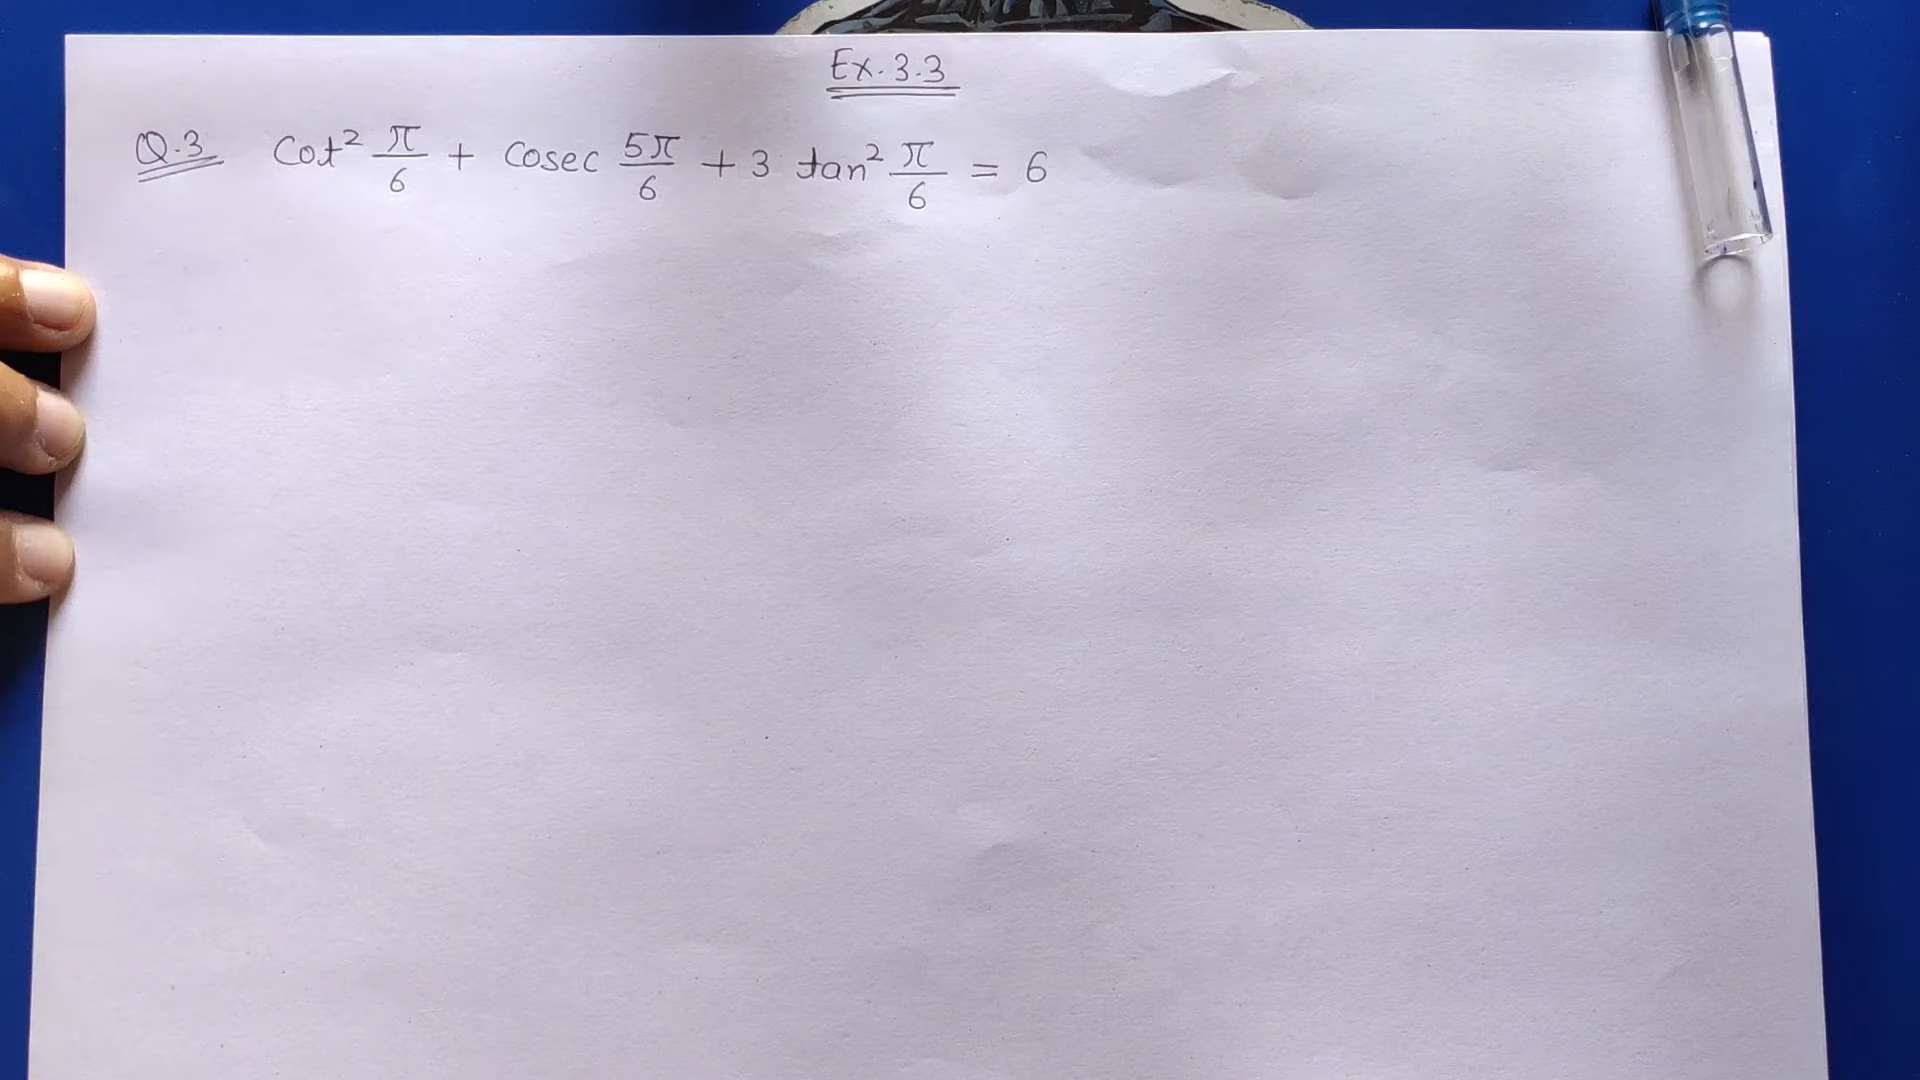 Ex. 3.3
Q.3 Cot² π/6 + Cosec 5π/6 + 3 tan² π/6 = 6